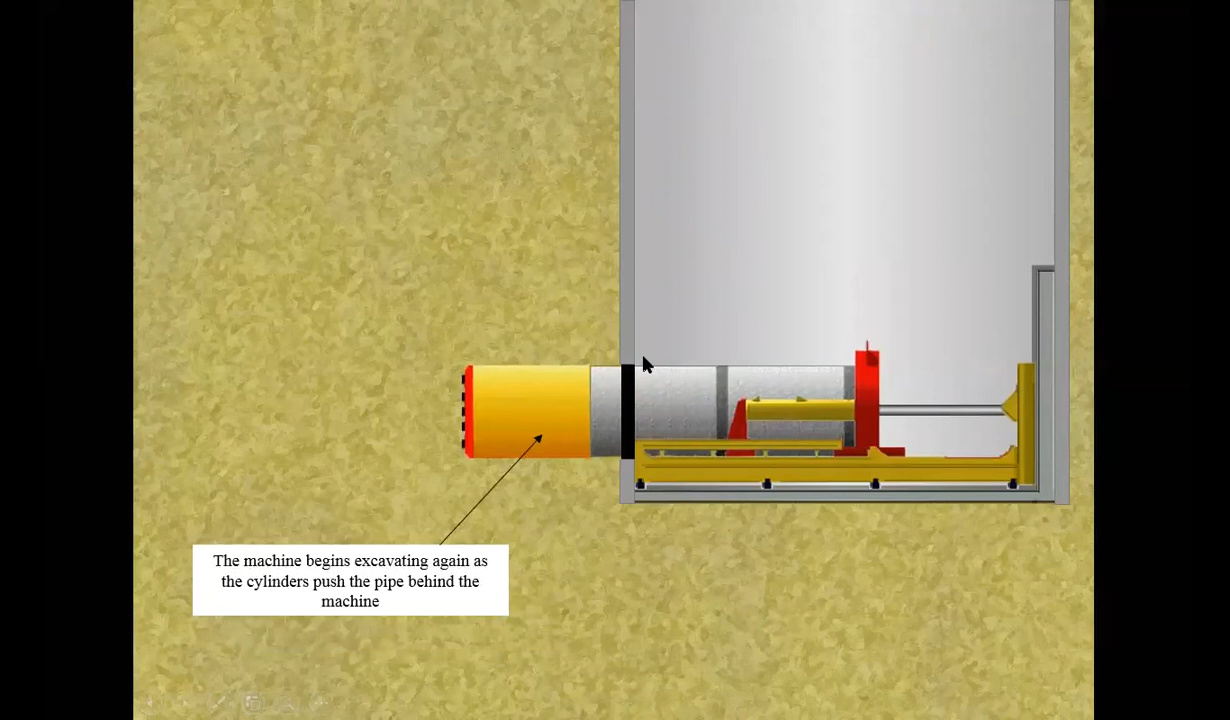 The machine begins excavating again as
the cylinders push the pipe behind the
machine